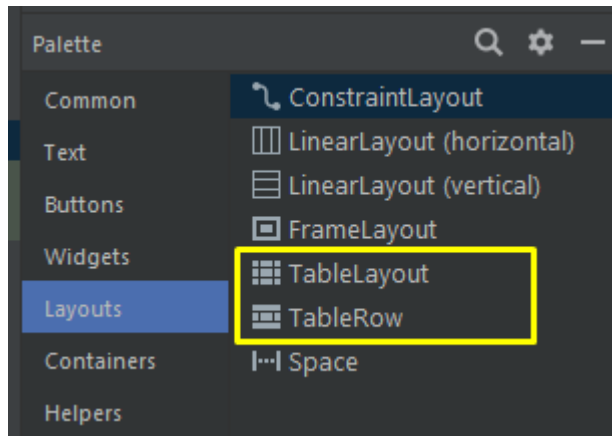 Palette
Common
Text
Buttons
Widgets
Layouts
Containers
Helpers
ConstraintLayout
LinearLayout (horizontal)
LinearLayout (vertical)
FrameLayout
TableLayout
TableRow
Space